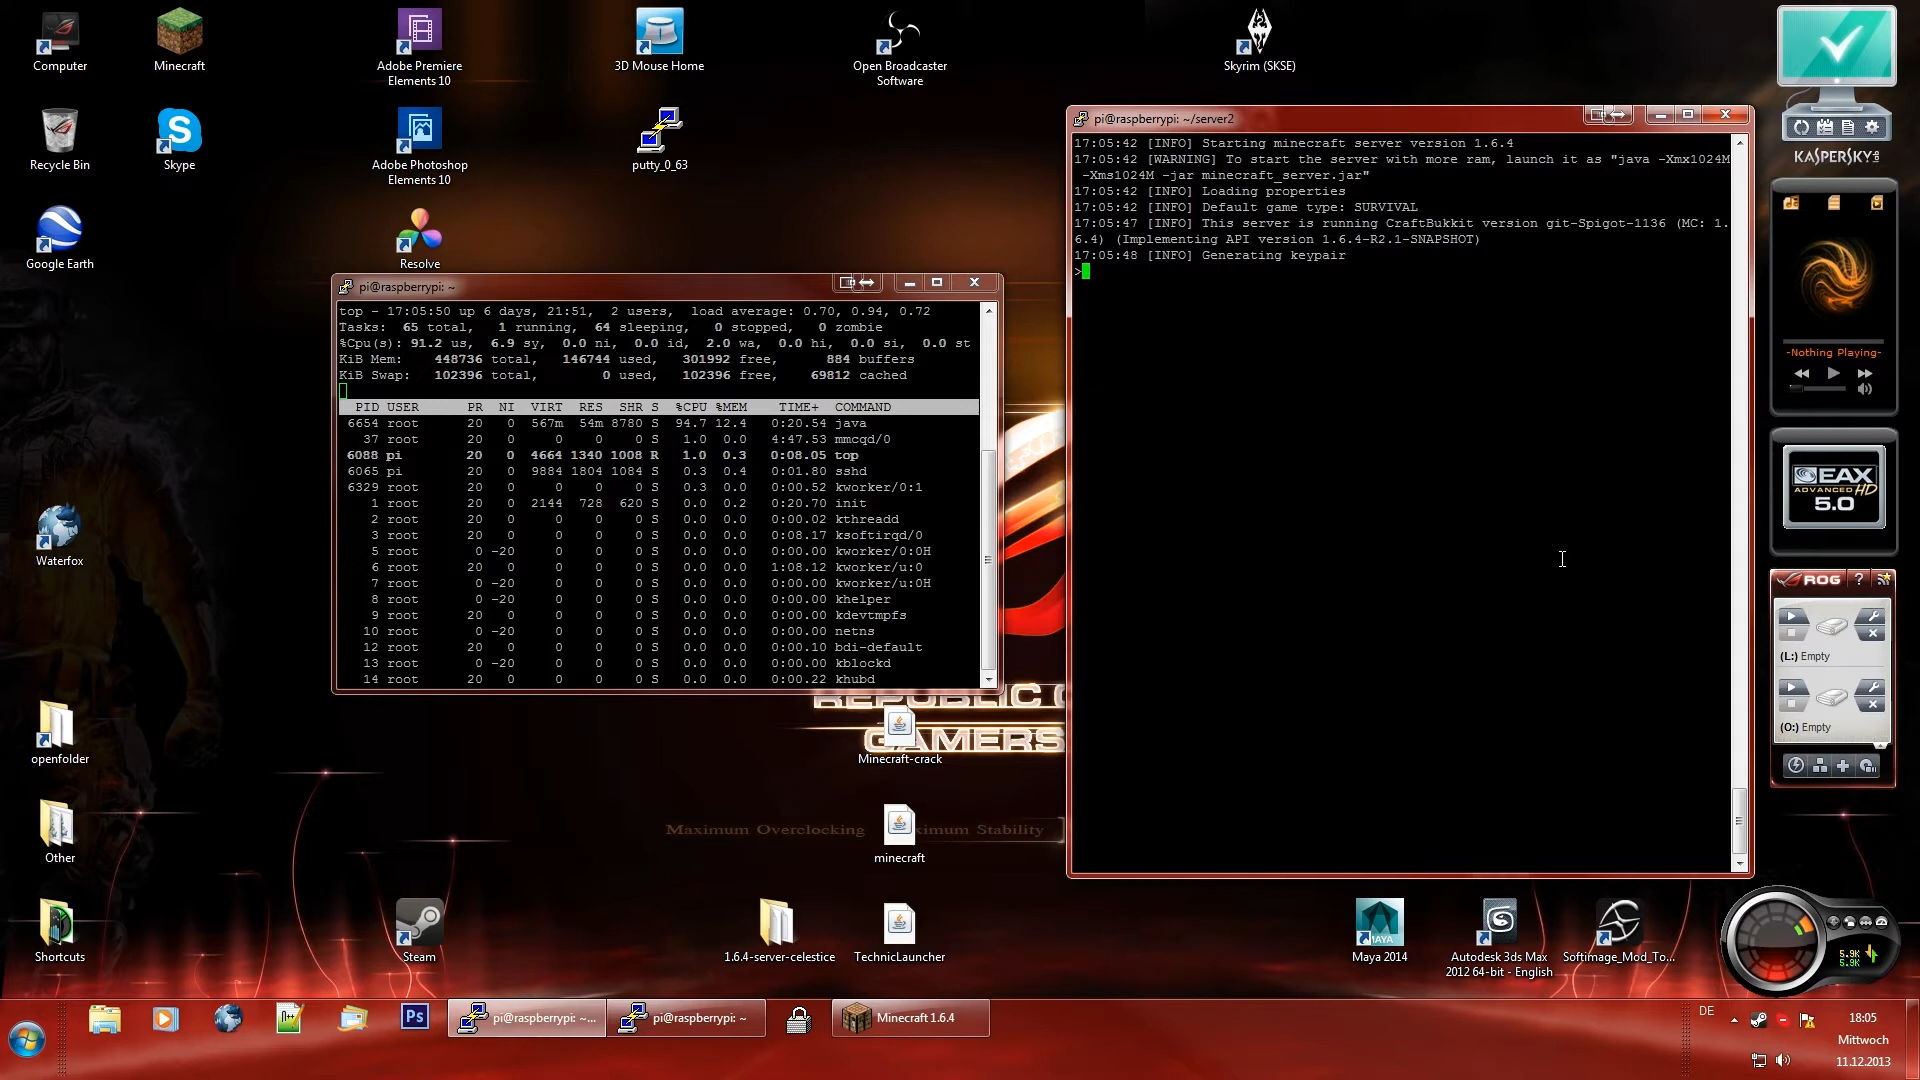 Computer
Minecraft
Adobe Premiere
Elements 10
3D Mouse Home
Open Broadcaster
Software
Skyrim (SKSE)
Recycle Bin
Skype
Adobe Photoshop
Elements 10
putty_0_63
Google Earth
Resolve
Waterfox
openfolder
Other
Shortcuts
Steam
pi@raspberrypi: ~
top - 17:05:50 up 6 days, 21:51,  2 users,  load average: 0.70, 0.94, 0.72
Tasks:  65 total,   1 running,  64 sleeping,   0 stopped,   0 zombie
%Cpu(s): 91.2 us,  6.9 sy,  0.0 ni,  0.0 id,  2.0 wa,  0.0 hi,  0.0 si,  0.0 st
KiB Mem:    448736 total,   146744 used,   301992 free,      884 buffers
KiB Swap:   102396 total,        0 used,   102396 free,    69812 cached
PID USER      PR  NI  VIRT  RES  SHR S  %CPU %MEM    TIME+  COMMAND
6654 root      20   0  567m  54m 8780 S  94.7 12.4   0:20.54 java
37 root      20   0     0    0    0 S   1.0  0.0   4:47.53 mmcqd/0
6088 pi        20   0  4664 1340 1008 R   1.0  0.3   0:08.05 top
6065 pi        20   0  9884 1804 1084 S   0.3  0.4   0:01.80 sshd
6329 root      20   0     0    0    0 S   0.3  0.0   0:00.52 kworker/0:1
1 root      20   0  2144  728  620 S   0.0  0.2   0:20.70 init
2 root      20   0     0    0    0 S   0.0  0.0   0:00.02 kthreadd
3 root      20   0     0    0    0 S   0.0  0.0   0:08.17 ksoftirqd/0
5 root       0 -20     0    0    0 S   0.0  0.0   0:00.00 kworker/0:0H
6 root      20   0     0    0    0 S   0.0  0.0   1:08.12 kworker/u:0
7 root       0 -20     0    0    0 S   0.0  0.0   0:00.00 kworker/u:0H
8 root       0 -20     0    0    0 S   0.0  0.0   0:00.00 khelper
9 root      20   0     0    0    0 S   0.0  0.0   0:00.00 kdevtmpfs
10 root       0 -20     0    0    0 S   0.0  0.0   0:00.00 netns
12 root      20   0     0    0    0 S   0.0  0.0   0:00.10 bdi-default
13 root       0 -20     0    0    0 S   0.0  0.0   0:00.00 kblockd
14 root      20   0     0    0    0 S   0.0  0.0   0:00.22 khubd
pi@raspberrypi: ~/server2
17:05:42 [INFO] Starting minecraft server version 1.6.4
17:05:42 [WARNING] To start the server with more ram, launch it as "java -Xmx1024M
-Xms1024M -jar minecraft_server.jar"
17:05:42 [INFO] Loading properties
17:05:42 [INFO] Default game type: SURVIVAL
17:05:47 [INFO] This server is running CraftBukkit version git-Spigot-1136 (MC: 1.
6.4) (Implementing API version 1.6.4-R2.1-SNAPSHOT)
17:05:48 [INFO] Generating keypair
>
REPUBLIC
GAMERS
Minecraft-crack
Maximum Overclocking
Stability
minecraft
1.6.4-server-celestice
TechnicLauncher
Maya 2014
Autodesk 3ds Max
2012 64-bit - English
Softimage_Mod_To...
KASPERSKY
-Nothing Playing-
EAX
ADVANCED HD
5.0
ROG
?
(L:) Empty
(O:) Empty
5.9K
5.9K
Ps
pi@raspberrypi: ~...
pi@raspberrypi: ~
Minecraft 1.6.4
DE
18:05
Mittwoch
11.12.2013